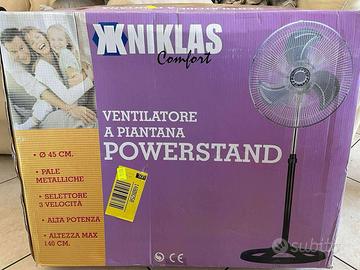 NIKLAS
Comfort
VENTILATORE
A PIANTANA
POWERSTAND
• Ø 45 CM.
• PALE
METALLICHE
• SELETTORE
3 VELOCITÀ
• ALTA POTENZA
• ALTEZZA MAX
140 CM.
CE
subito